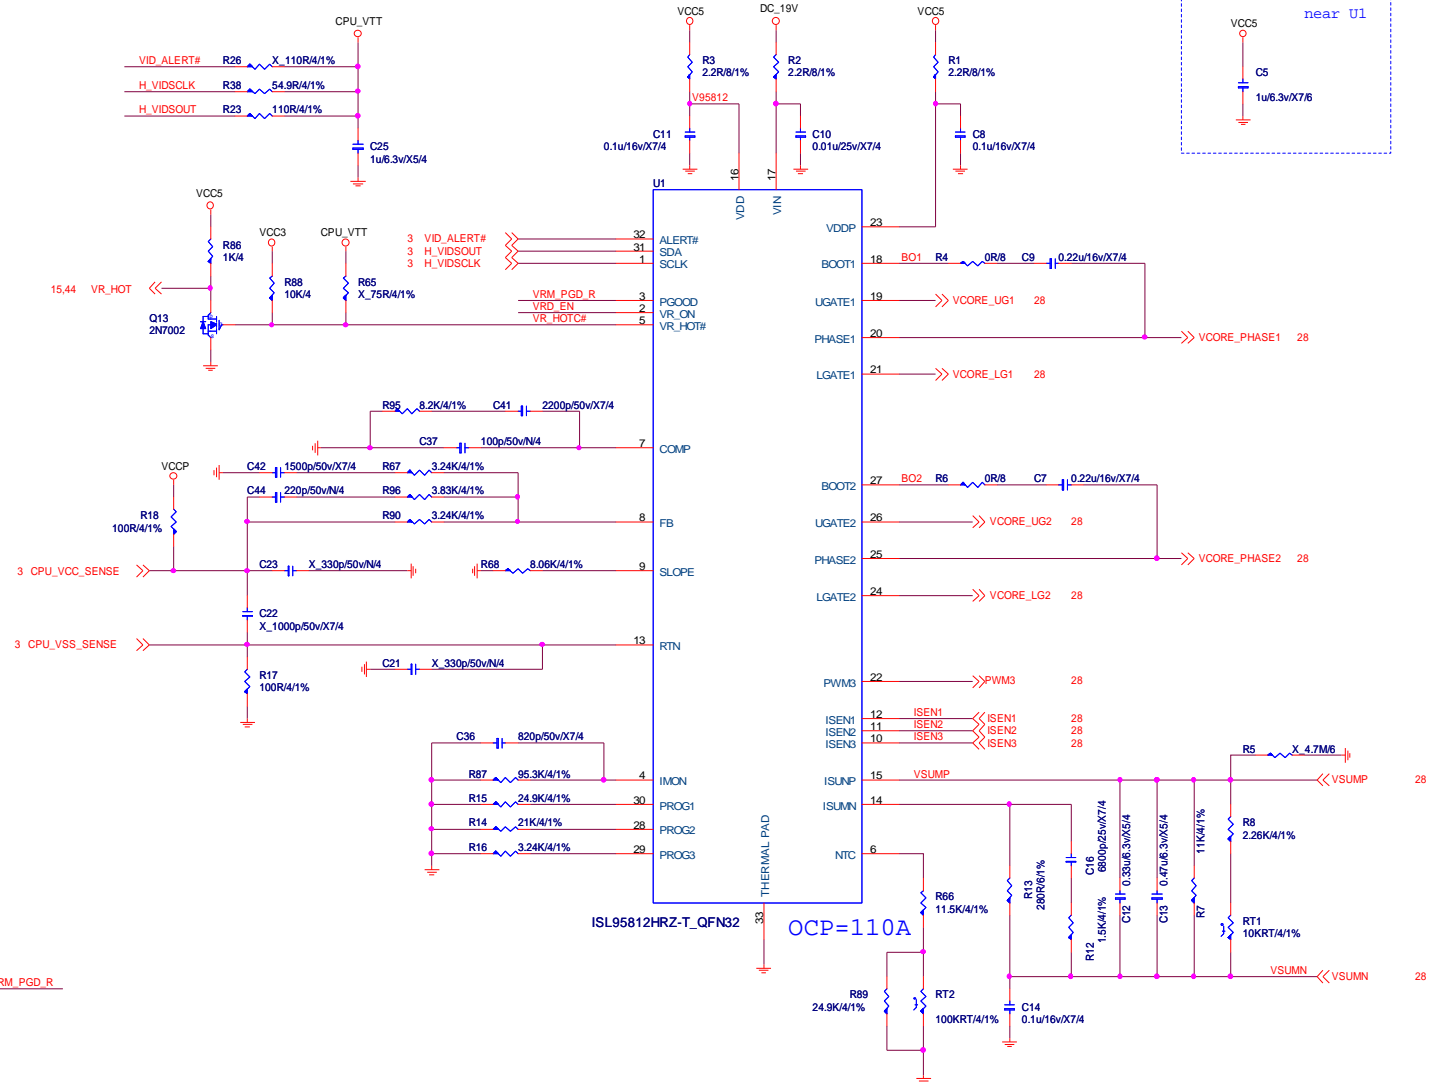 near U1
VCC5
C5
1u/6.3v/X7/6
CPU_VTT
VID_ALERT# R26 X_110R/4/1%
H_VIDSCLK R38 54.9R/4/1%
H_VIDSOUT R23 110R/4/1%
C25
1u/6.3v/X5/4
VCC5
R3
2.2R/8/1%
V95812
C11
0.1u/16v/X7/4
DC_19V
R2
2.2R/8/1%
C10
0.01u/25v/X7/4
VCC5
R1
2.2R/8/1%
C8
0.1u/16v/X7/4
VCC5
R86
1K/4
15,44 VR_HOT
Q13
2N7002
VCC3
R88
10K/4
CPU_VTT
R65
X_75R/4/1%
3 VID_ALERT#
3 H_VIDSOUT
3 H_VIDSCLK
VRM_PGD_R
VRD_EN
VR_HOTC#
U1
16 VDD
17 VIN
32 ALERT#
31 SDA
1 SCLK
3 PGOOD
2 VR_ON
5 VR_HOT#
7 COMP
8 FB
9 SLOPE
13 RTN
4 IMON
30 PROG1
28 PROG2
29 PROG3
THERMAL PAD
33
VDDP 23
BOOT1 18 BO1 R4 0R/8 C9 0.22u/16v/X7/4
UGATE1 19 VCORE_UG1 28
PHASE1 20 VCORE_PHASE1 28
LGATE1 21 VCORE_LG1 28
BOOT2 27 BO2 R6 0R/8 C7 0.22u/16v/X7/4
UGATE2 26 VCORE_UG2 28
PHASE2 25 VCORE_PHASE2 28
LGATE2 24 VCORE_LG2 28
PWM3 22 PWM3 28
ISEN1 12 ISEN1 ISEN1 28
ISEN2 11 ISEN2 ISEN2 28
ISEN3 10 ISEN3 ISEN3 28
ISUNP 15 VSUMP VSUMP 28
ISUMN 14
NTC 6
R95 8.2K/4/1% C41 2200p/50v/X7/4
C37 100p/50v/N/4
C42 1500p/50v/X7/4 R67 3.24K/4/1%
C44 220p/50v/N/4 R96 3.83K/4/1%
R90 3.24K/4/1%
VCCP
R18
100R/4/1%
3 CPU_VCC_SENSE
C23 X_330p/50v/N/4
R68 8.06K/4/1%
C22
X_1000p/50v/X7/4
3 CPU_VSS_SENSE
C21 X_330p/50v/N/4
R17
100R/4/1%
C36 820p/50v/X7/4
R87 95.3K/4/1%
R15 24.9K/4/1%
R14 21K/4/1%
R16 3.24K/4/1%
ISL95812HRZ-T_QFN32
OCP=110A
R5 X_4.7M/6
R8
2.26K/4/1%
RT1
10KRT/4/1%
R7
11K/4/1%
C13
0.47u/6.3v/X5/4
C12
0.33u/6.3v/X5/4
C16
6800p/25v/X7/4
R12
1.5K/4/1%
R13
280R/6/1%
VSUMN VSUMN 28
C14
0.1u/16v/X7/4
R66
11.5K/4/1%
R89
24.9K/4/1%
RT2
100KRT/4/1%
RM_PGD_R